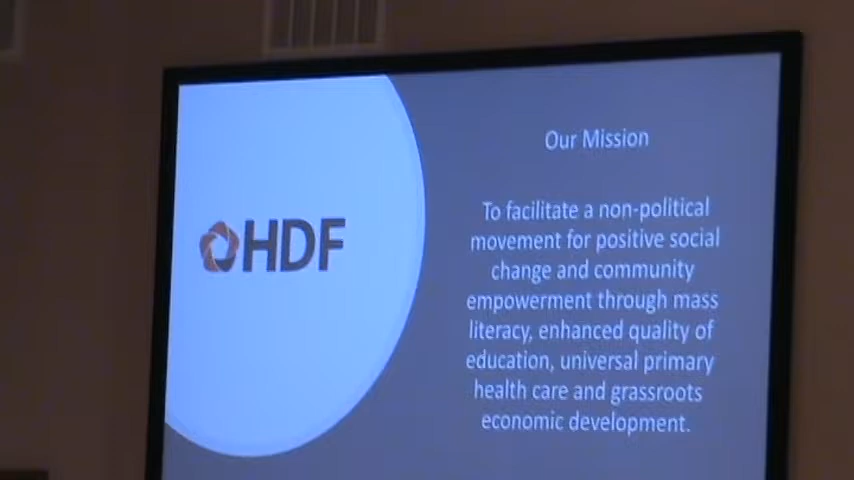 HDF
Our Mission
To facilitate a non-political
movement for positive social
change and community
empowerment through mass
literacy, enhanced quality of
education, universal primary
health care and grassroots
economic development.